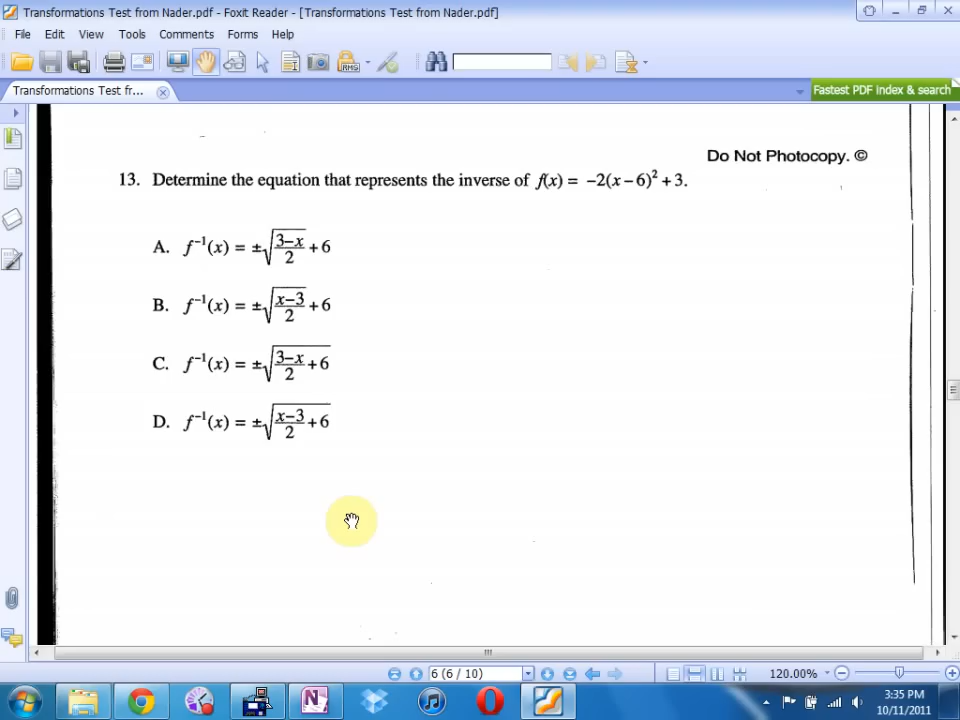 Transformations Test from Nader.pdf - Foxit Reader - [Transformations Test from Nader.pdf]
File Edit View Tools Comments Forms Help
Transformations Test fr...
Fastest PDF index & search
Do Not Photocopy. ©
13. Determine the equation that represents the inverse of f(x) = −2(x − 6)² + 3.
A. f⁻¹(x) = ±√((3−x)/2) + 6
B. f⁻¹(x) = ±√((x−3)/2) + 6
C. f⁻¹(x) = ±√((3−x)/2 + 6)
D. f⁻¹(x) = ±√((x−3)/2 + 6)
6 (6 / 10)
120.00%
3:35 PM
10/11/2011